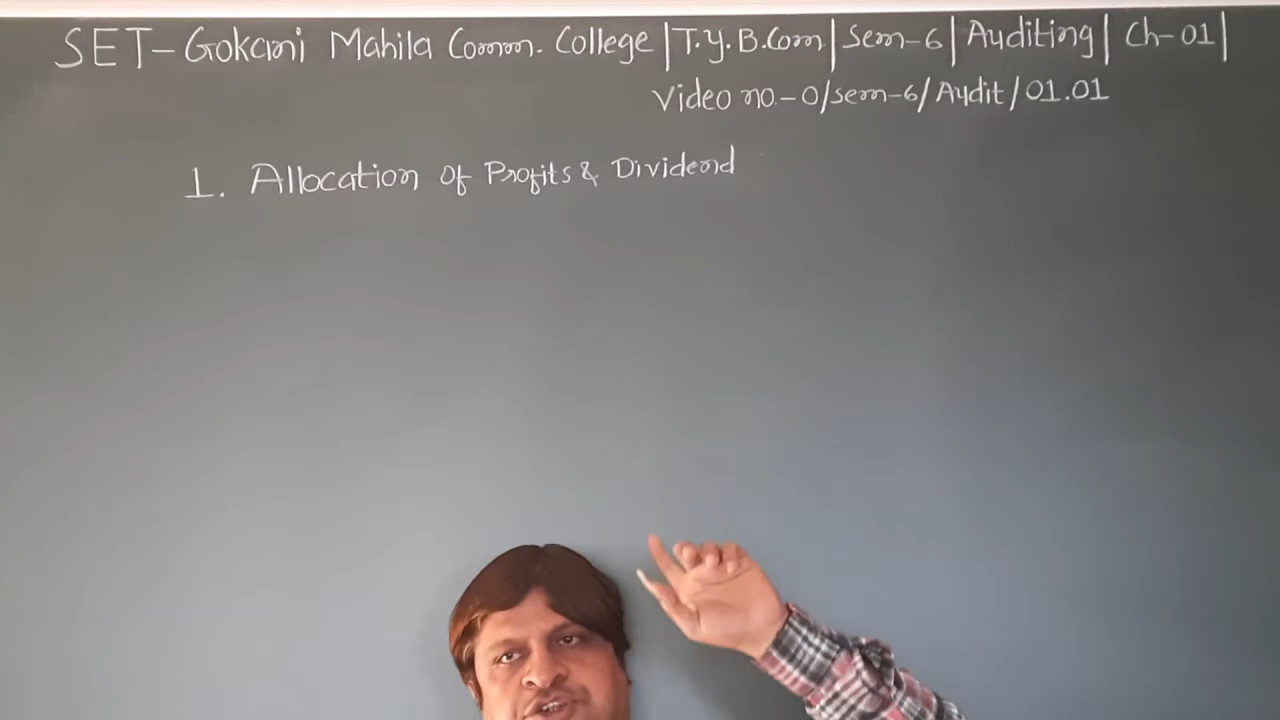 SET-Gokani Mahila Comm. College | T.Y. B.Com | Sem-6 | Auditing | Ch-01 |
Video no.-0/sem-6/Audit/01.01
1. Allocation of Profits & Dividend